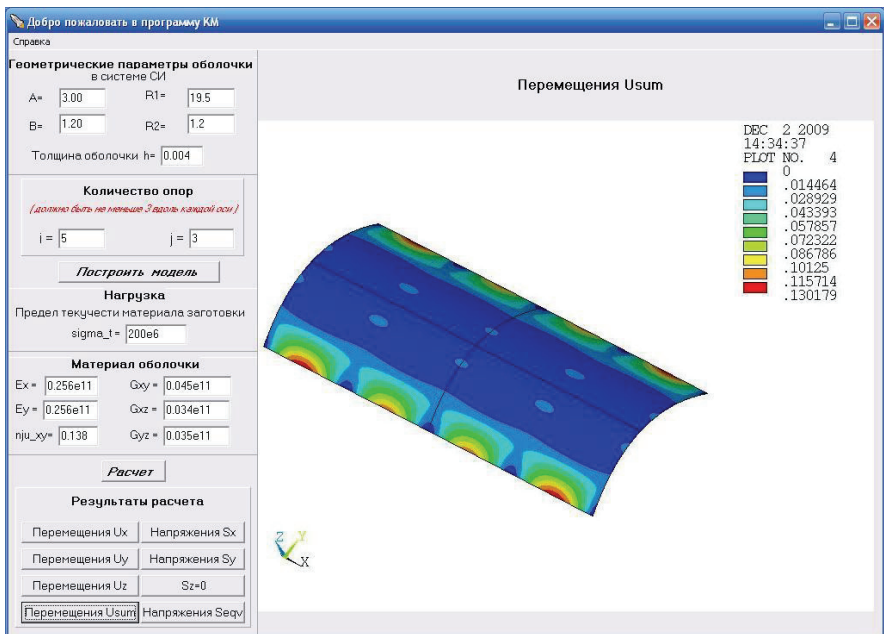 Добро пожаловать в программу КМ
Справка
Геометрические параметры оболочки
в системе СИ
A= 3.00 R1= 19.5
B= 1.20 R2= 1.2
Толщина оболочки h= 0.004
Количество опор
(должно быть не меньше 3 вдоль каждой оси)
i = 5 j = 3
Построить модель
Нагрузка
Предел текучести материала заготовки
sigma_t= 200e6
Материал оболочки
Ex = 0.256e11 Gxy = 0.045e11
Ey = 0.256e11 Gxz = 0.034e11
nju_xy= 0.138 Gyz = 0.035e11
Расчет
Результаты расчета
Перемещения Ux Напряжения Sx
Перемещения Uy Напряжения Sy
Перемещения Uz Sz=0
Перемещения Usum Напряжения Seqv
Перемещения Usum
DEC 2 2009
14:34:37
PLOT NO. 4
0
.014464
.028929
.043393
.057857
.072322
.086786
.10125
.115714
.130179
Z Y
X